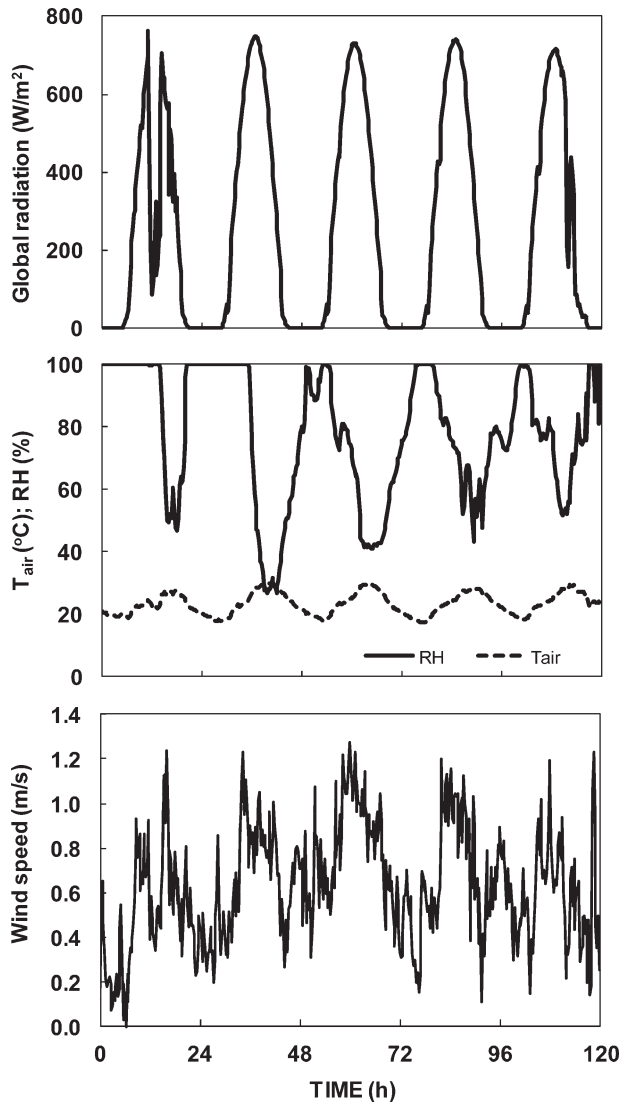 800
600
400
200
0
Global radiation (W/m²)
100
80
60
40
20
0
Tair (oC); RH (%)
RH
Tair
1.4
1.2
1.0
0.8
0.6
0.4
0.2
0.0
Wind speed (m/s)
0 24 48 72 96 120
TIME (h)